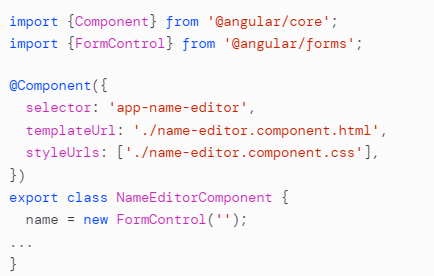 import {Component} from '@angular/core';
import {FormControl} from '@angular/forms';
@Component({
selector: 'app-name-editor',
templateUrl: './name-editor.component.html',
styleUrls: ['./name-editor.component.css'],
})
export class NameEditorComponent {
name = new FormControl('');
...
}